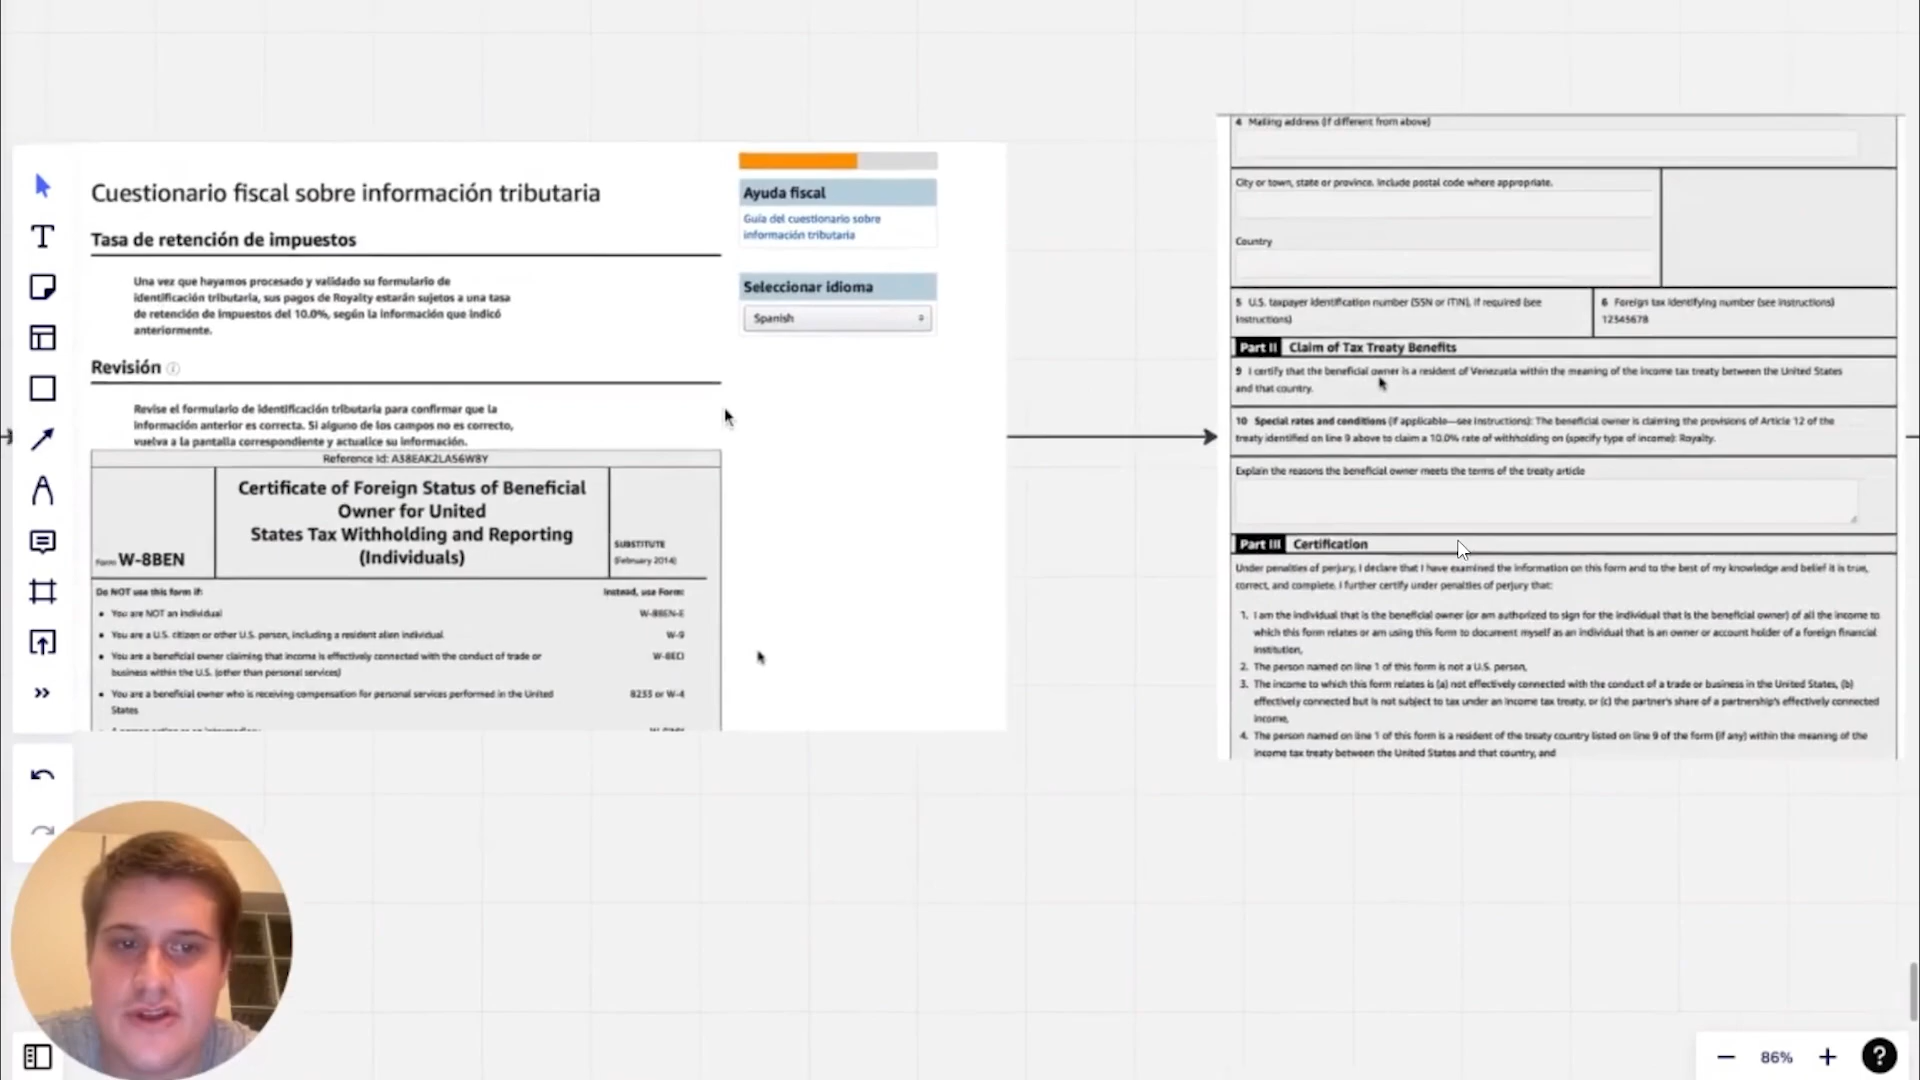 Cuestionario fiscal sobre información tributaria
Tasa de retención de impuestos
Una vez que hayamos procesado y validado su formulario de
identificación tributaria, sus pagos de Royalty estarán sujetos a una tasa
de retención de impuestos del 10.0%, según la información que indicó
anteriormente.
Revisión
Revise el formulario de identificación tributaria para confirmar que la
información anterior es correcta. Si alguno de los campos no es correcto,
vuelva a la pantalla correspondiente y actualice su información.
Reference Id: A38EAK2LAS6W8Y
Form W-8BEN
Certificate of Foreign Status of Beneficial
Owner for United
States Tax Withholding and Reporting
(Individuals)
SUBSTITUTE
(February 2014)
Do NOT use this form if: Instead, use Form:
• You are NOT an individual W-8BEN-E
• You are a U.S. citizen or other U.S. person, including a resident alien individual W-9
• You are a beneficial owner claiming that income is effectively connected with the conduct of trade or W-8ECI
business within the U.S. (other than personal services)
• You are a beneficial owner who is receiving compensation for personal services performed in the United 8233 or W-4
States
Ayuda fiscal
Guía del cuestionario sobre
información tributaria
Seleccionar idioma
Spanish
4 Mailing address (if different from above)
City or town, state or province. Include postal code where appropriate.
Country
5 U.S. taxpayer identification number (SSN or ITIN), if required (see
instructions)
6 Foreign tax identifying number (see instructions)
12345678
Part II Claim of Tax Treaty Benefits
9 I certify that the beneficial owner is a resident of Venezuela within the meaning of the income tax treaty between the United States
and that country.
10 Special rates and conditions (if applicable—see instructions): The beneficial owner is claiming the provisions of Article 12 of the
treaty identified on line 9 above to claim a 10.0% rate of withholding on (specify type of income): Royalty.
Explain the reasons the beneficial owner meets the terms of the treaty article
Part III Certification
Under penalties of perjury, I declare that I have examined the information on this form and to the best of my knowledge and belief it is true,
correct, and complete. I further certify under penalties of perjury that:
1. I am the individual that is the beneficial owner (or am authorized to sign for the individual that is the beneficial owner) of all the income to
which this form relates or am using this form to document myself as an individual that is an owner or account holder of a foreign financial
institution,
2. The person named on line 1 of this form is not a U.S. person,
3. The income to which this form relates is (a) not effectively connected with the conduct of a trade or business in the United States, (b)
effectively connected but is not subject to tax under an income tax treaty, or (c) the partner's share of a partnership's effectively connected
income,
4. The person named on line 1 of this form is a resident of the treaty country listed on line 9 of the form (if any) within the meaning of the
income tax treaty between the United States and that country, and
86%